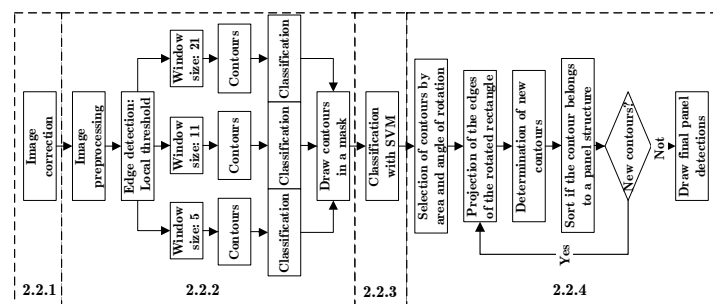 Image
correction
Image
preprocessing
Edge detection:
Local threshold
Window
size: 5
Window
size: 11
Window
size: 21
Contours
Contours
Contours
Classification
Classification
Classification
Draw contours
in a mask
Classification
with SVM
Selection of contours by
area and angle of rotation
Projection of the edges
of the rotated rectangle
Determination of new
contours
Sort if the contour belongs
to a panel structure
New contours?
Yes
Not
Draw final panel
detections
2.2.1
2.2.2
2.2.3
2.2.4